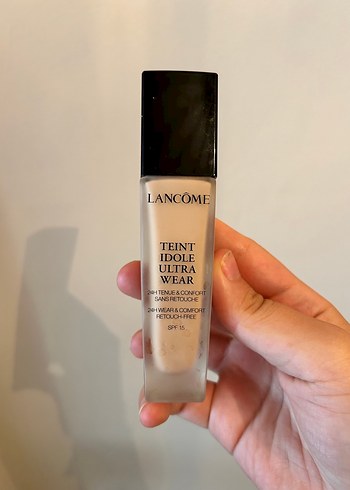 LANCÔME
TEINT
IDOLE
ULTRA
WEAR
24H TENUE & CONFORT
SANS RETOUCHE
24H WEAR & COMFORT
RETOUCH-FREE
SPF 15